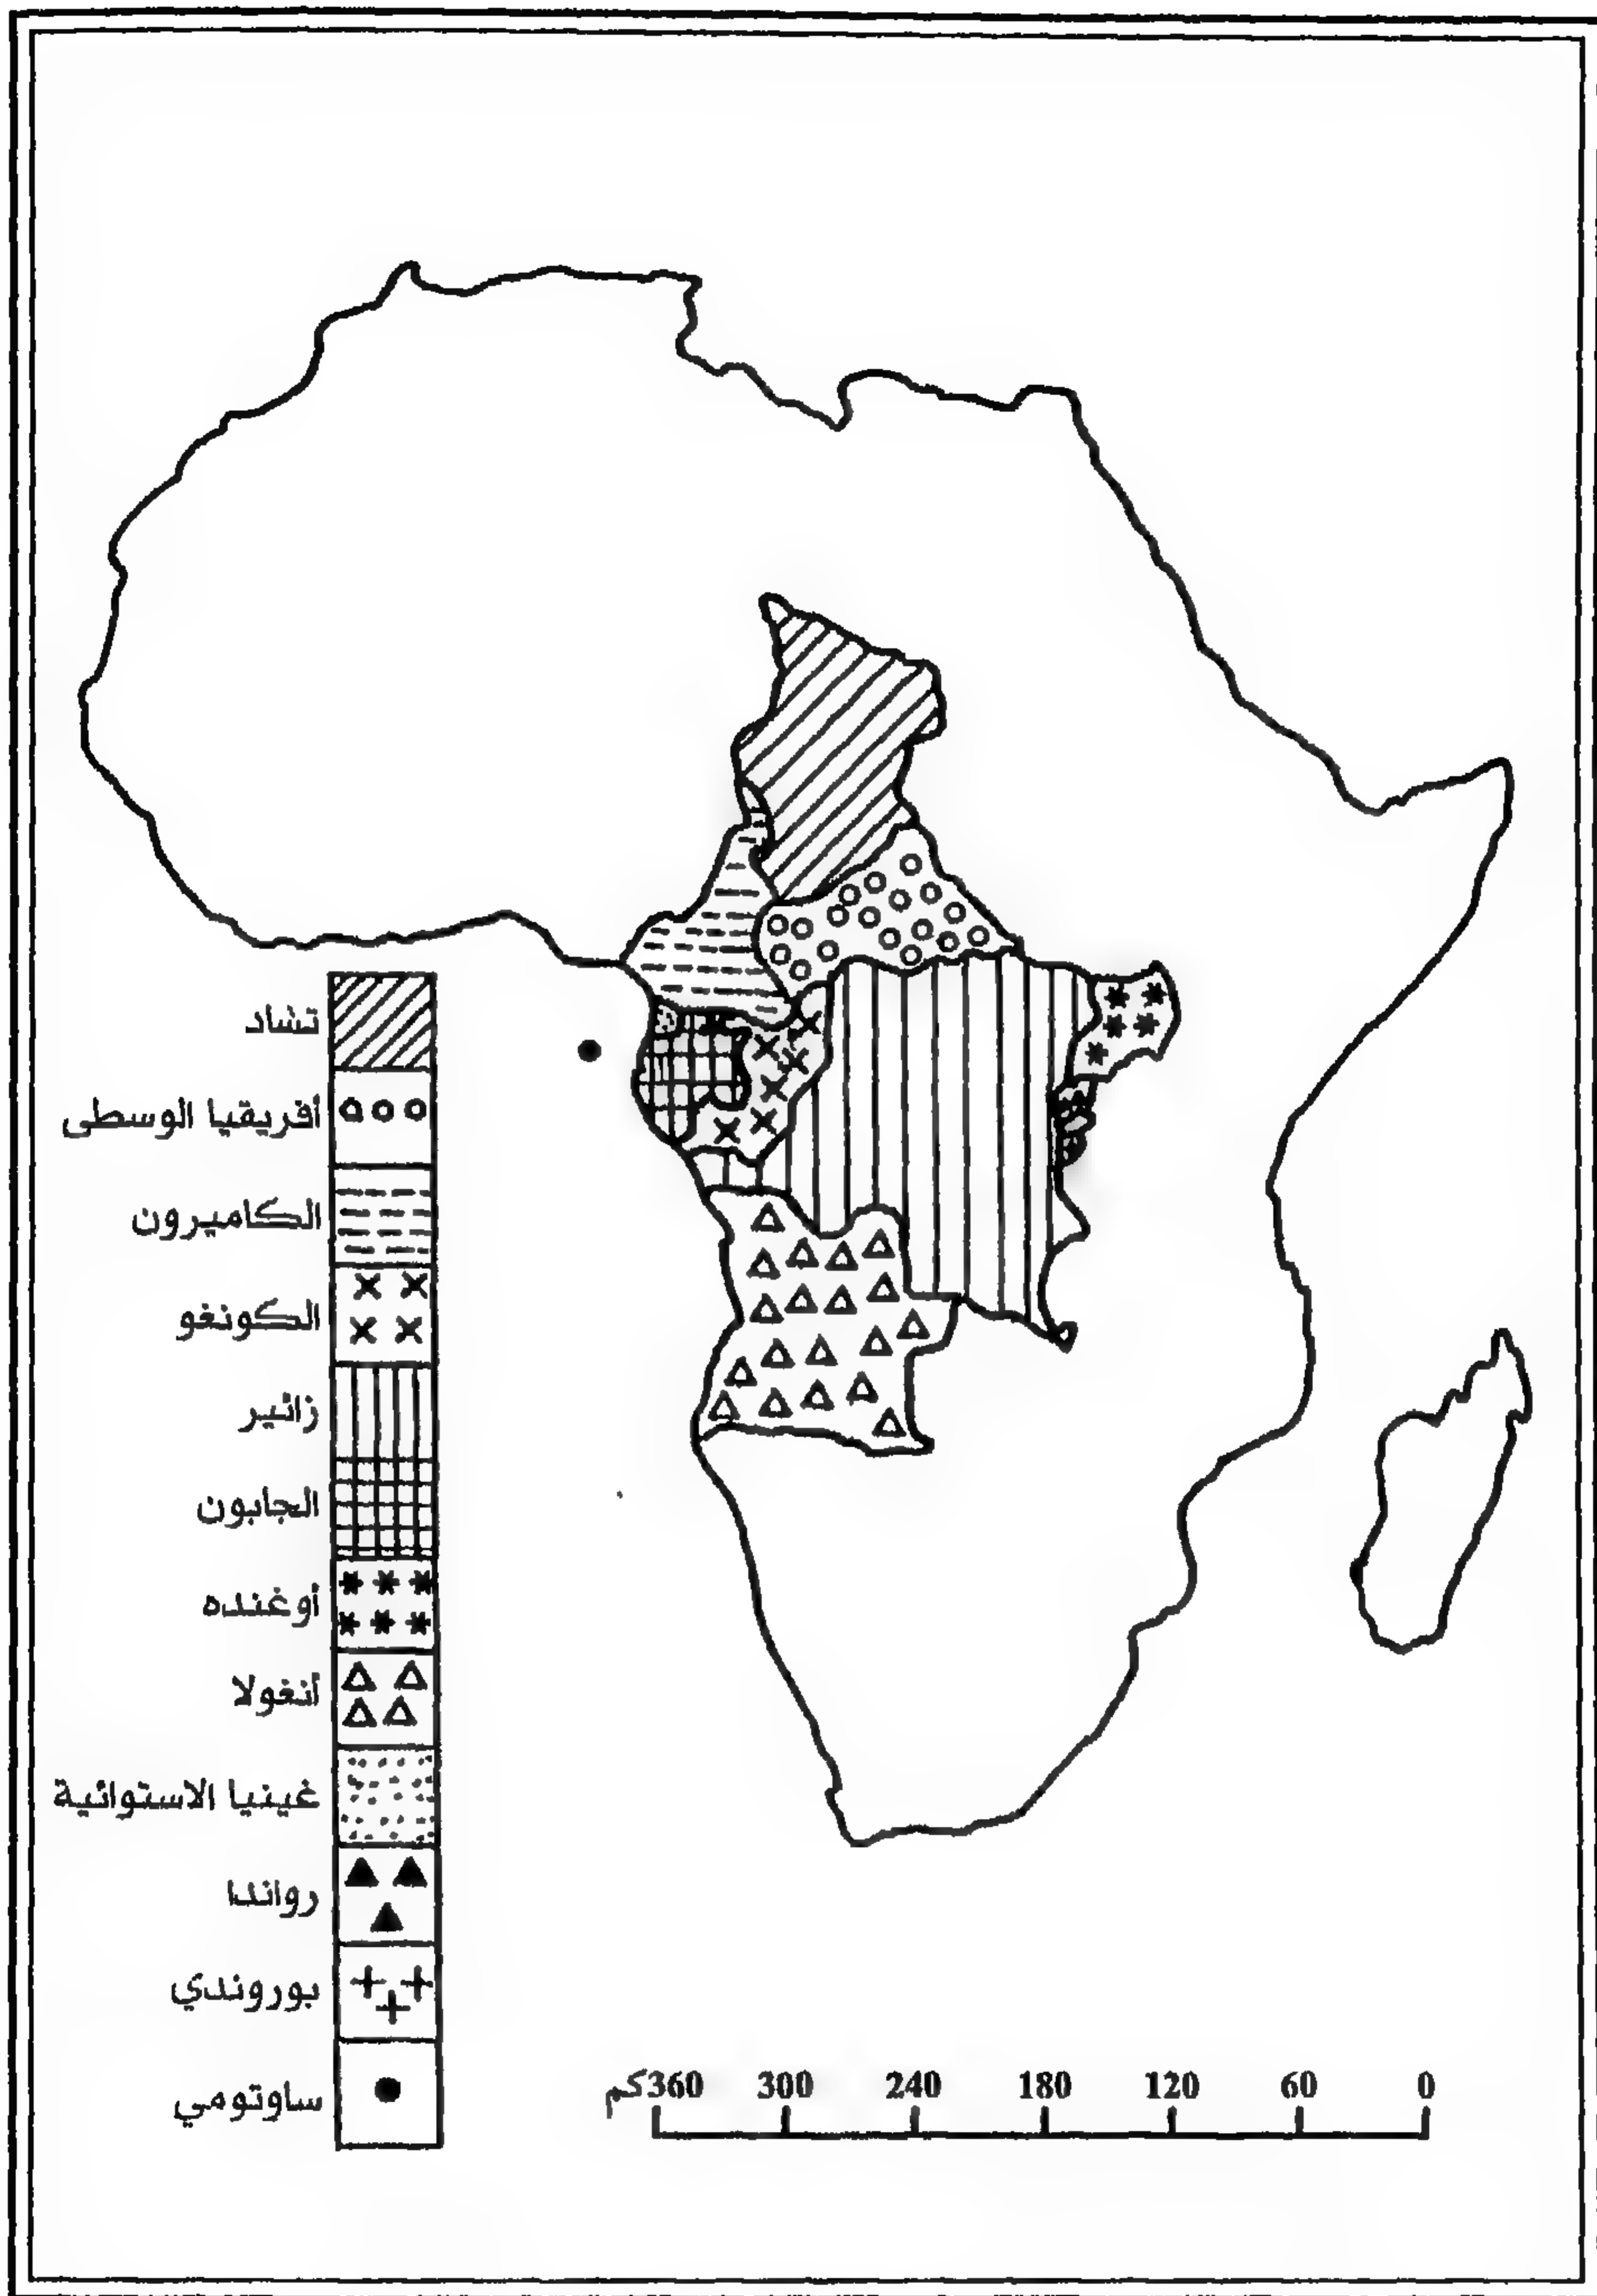 تشاد
أفريقيا الوسطى
الكاميرون
الكونغو
زائير
الجابون
أوغنده
أنغولا
غينيا الاستوائية
رواندا
بوروندي
ساوتومي
0 60 120 180 240 300 360كم